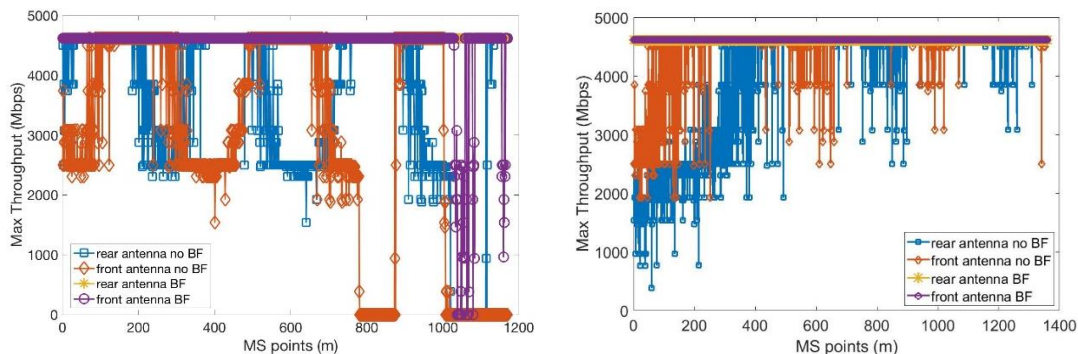 5000
4000
3000
2000
1000
0
Max Throughput (Mbps)
0 200 400 600 800 1000 1200
MS points (m)
rear antenna no BF
front antenna no BF
rear antenna BF
front antenna BF
5000
4000
3000
2000
1000
0
Max Throughput (Mbps)
0 200 400 600 800 1000 1200 1400
MS points (m)
rear antenna no BF
front antenna no BF
rear antenna BF
front antenna BF